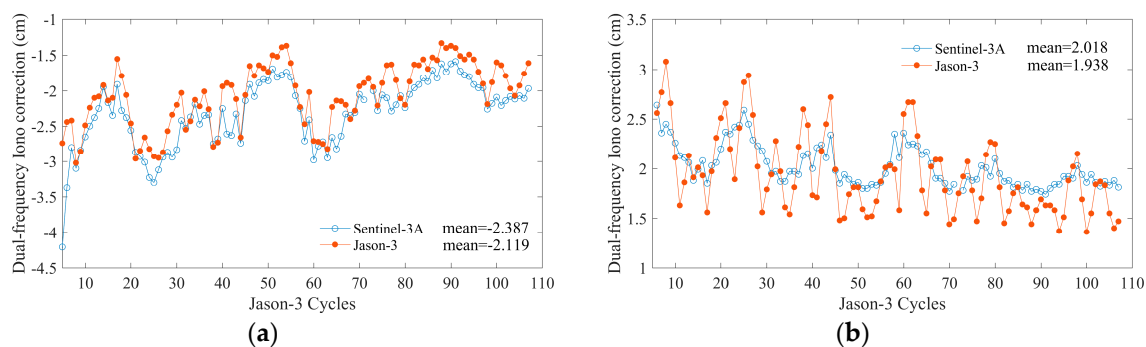 Dual-frequency Iono correction (cm)
-1
-1.5
-2
-2.5
-3
-3.5
-4
-4.5
Sentinel-3A mean=-2.387
Jason-3 mean=-2.119
10 20 30 40 50 60 70 80 90 100 110
Jason-3 Cycles
(a)
Dual-frequency Iono correction (cm)
3.5
3
2.5
2
1.5
1
Sentinel-3A mean=2.018
Jason-3 mean=1.938
10 20 30 40 50 60 70 80 90 100 110
Jason-3 Cycles
(b)